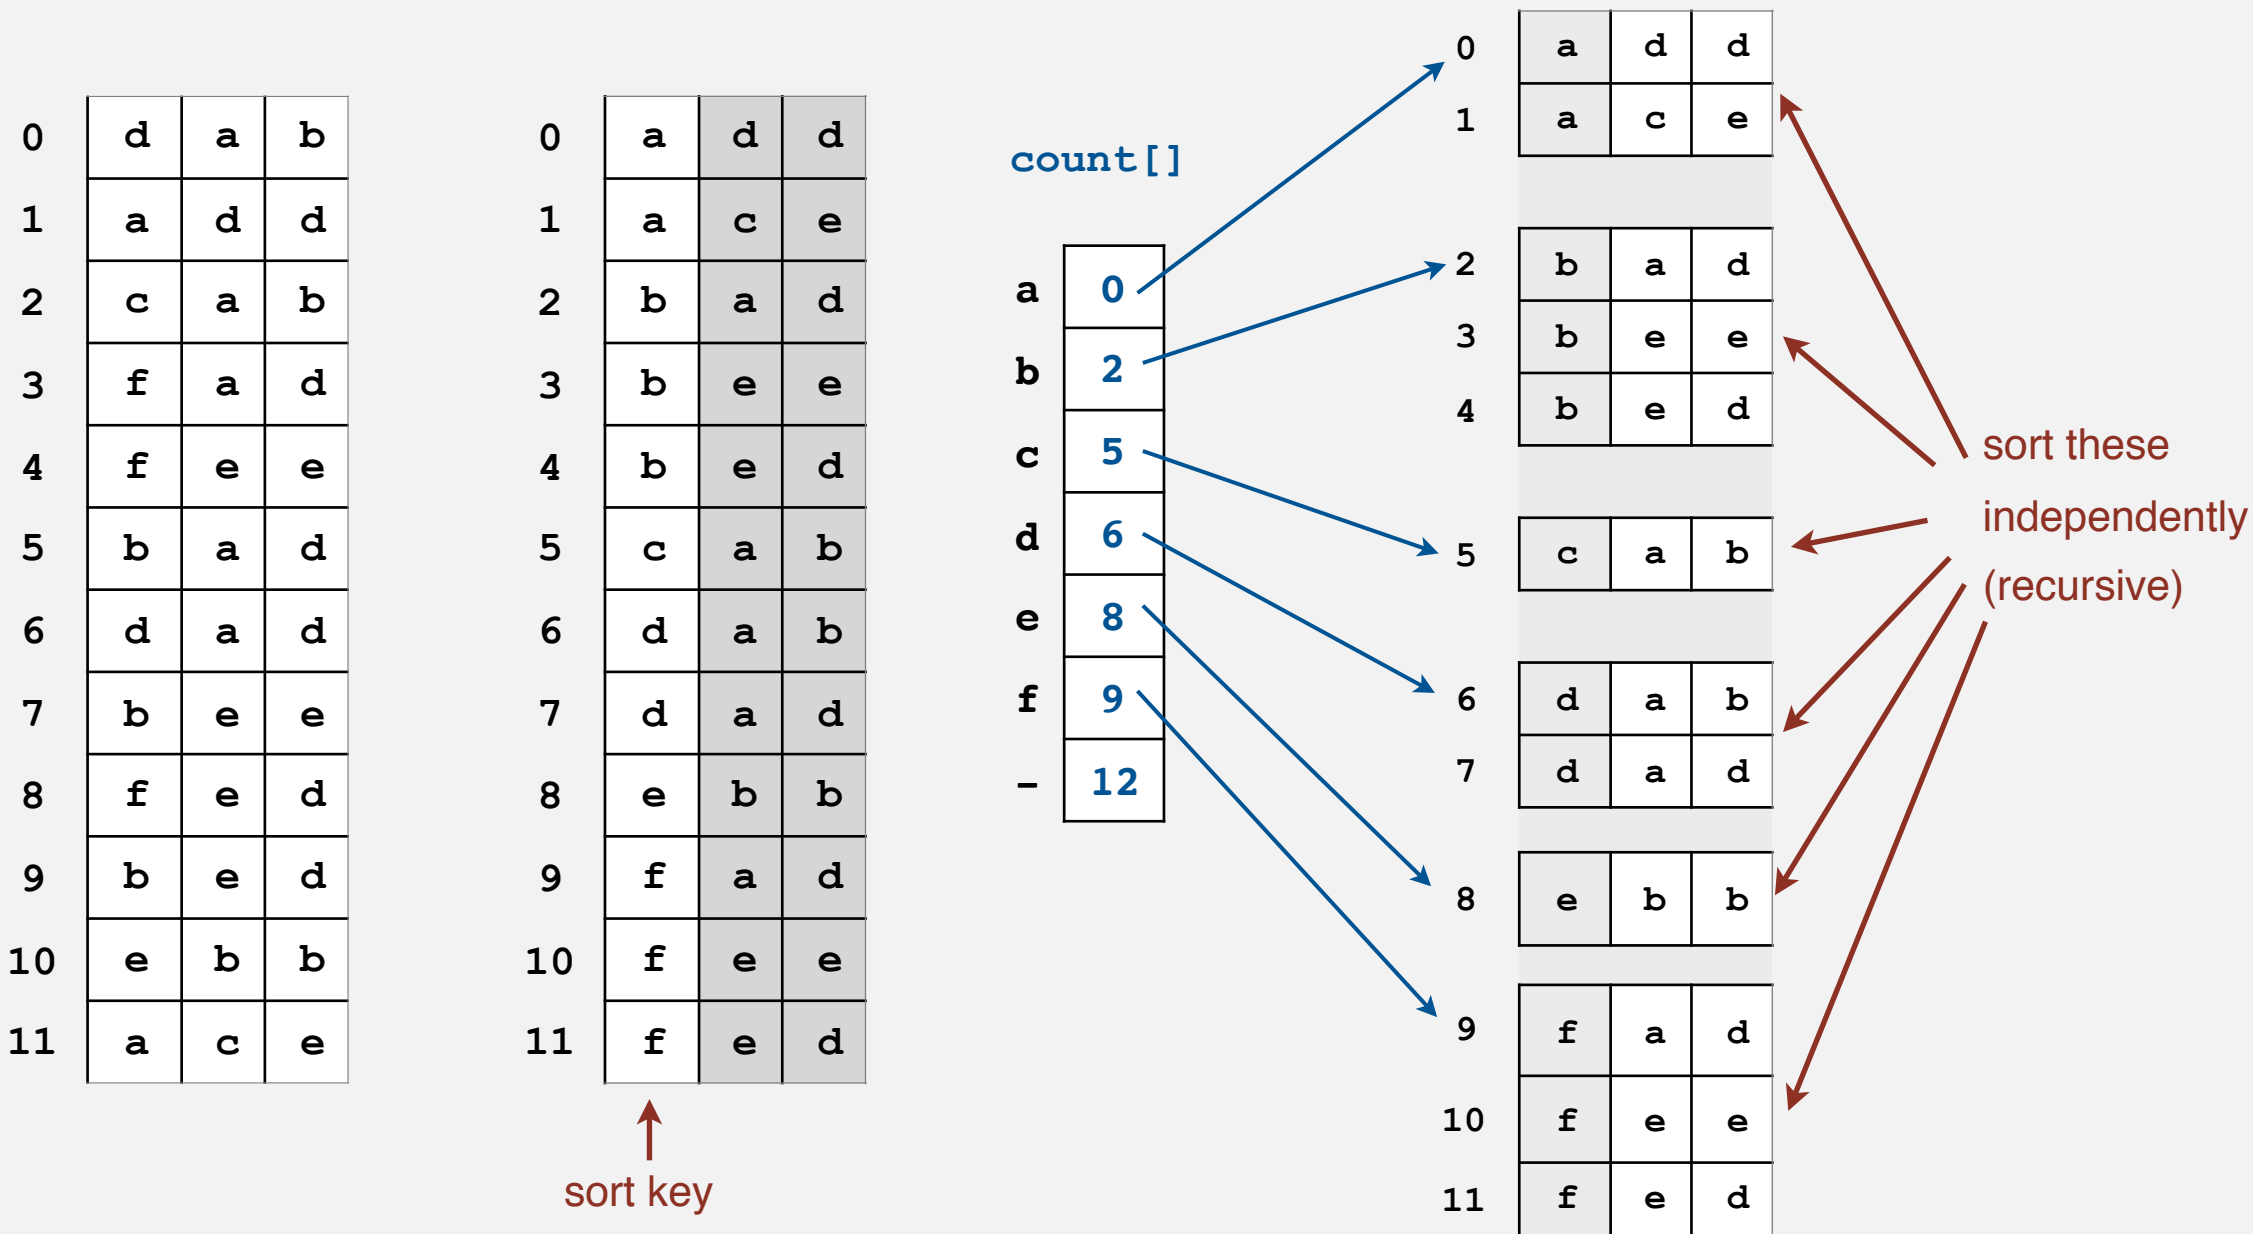 0 d a b
1 a d d
2 c a b
3 f a d
4 f e e
5 b a d
6 d a d
7 b e e
8 f e d
9 b e d
10 e b b
11 a c e
0 a d d
1 a c e
2 b a d
3 b e e
4 b e d
5 c a b
6 d a b
7 d a d
8 e b b
9 f a d
10 f e e
11 f e d
sort key
count[]
a 0
b 2
c 5
d 6
e 8
f 9
- 12
0 a d d
1 a c e
2 b a d
3 b e e
4 b e d
5 c a b
6 d a b
7 d a d
8 e b b
9 f a d
10 f e e
11 f e d
sort these
independently
(recursive)